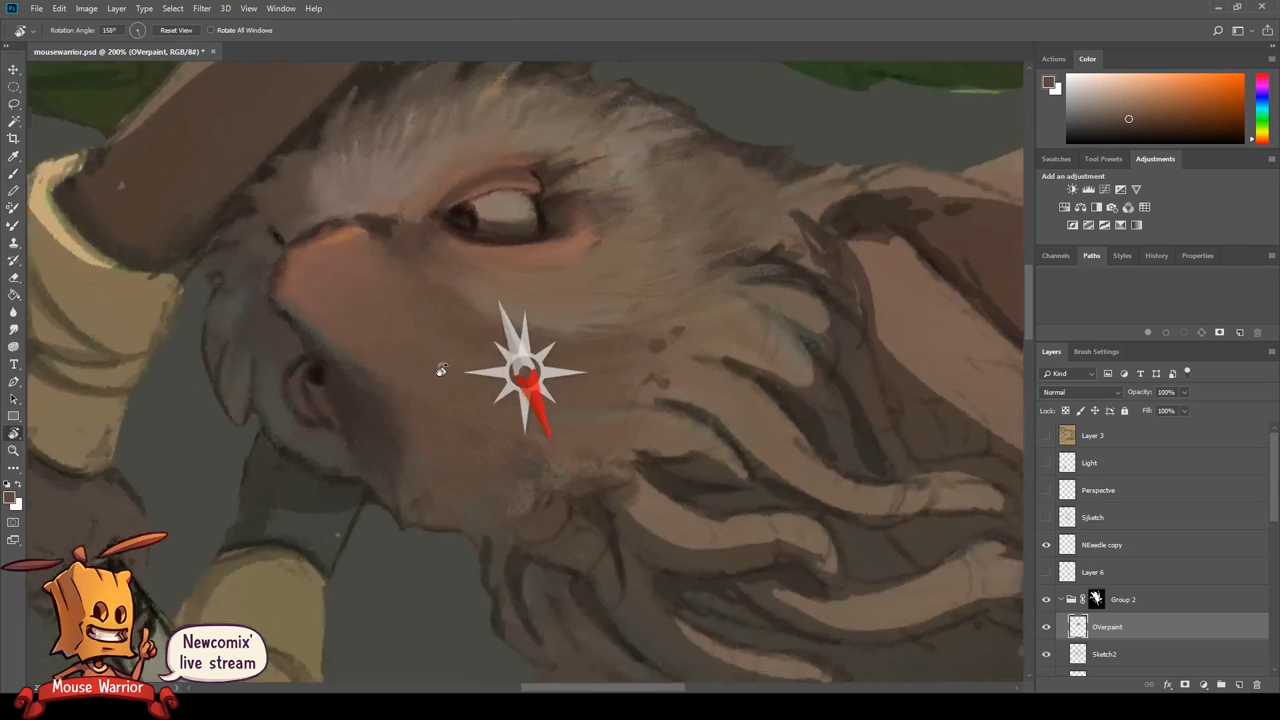 Ps File Edit Image Layer Type Select Filter 3D View Window Help
Rotation Angle: 158° Reset View Rotate All Windows
mousewarrior.psd @ 200% (OVerpaint, RGB/8#) * ×
Actions Color
Swatches Tool Presets Adjustments
Add an adjustment
Channels Paths Styles History Properties
Layers Brush Settings
Kind
Normal Opacity: 100%
Lock: Fill: 100%
Layer 3
Light
Perspectve
Sjketch
NEeedle copy
Layer 6
Group 2
OVerpaint
Sketch2
Newcomix'
live stream
Mouse Warrior